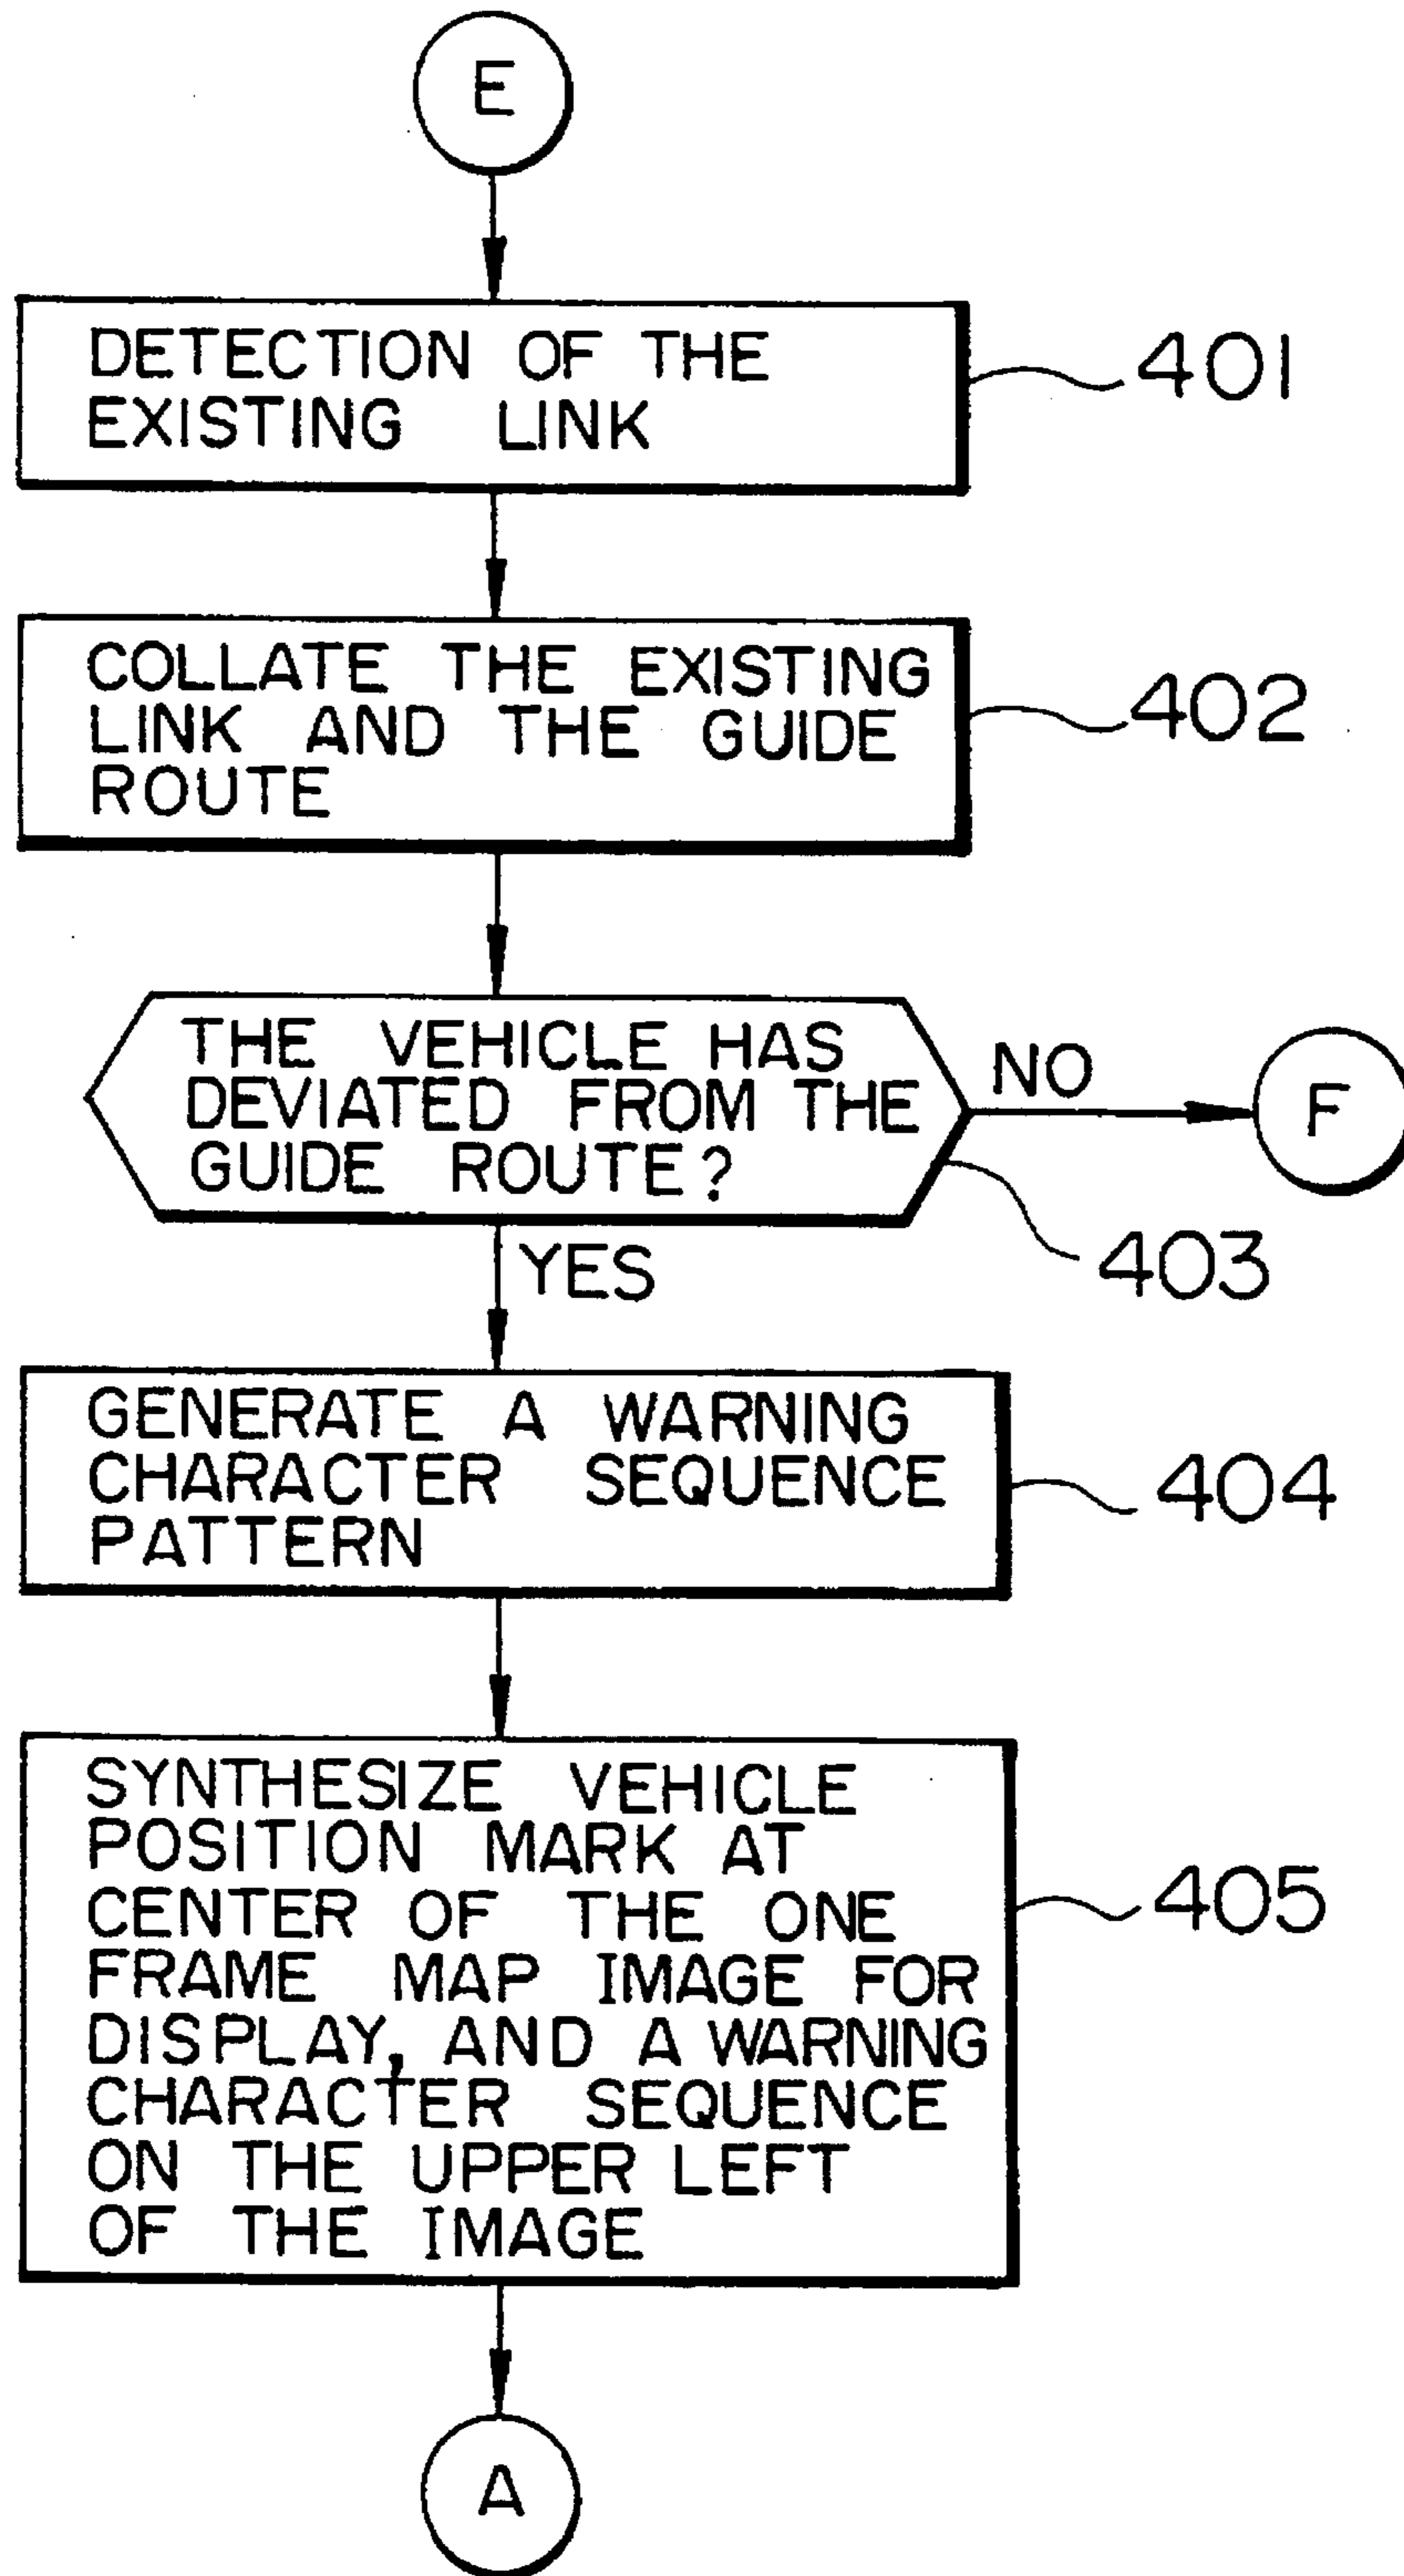 E
DETECTION OF THE
EXISTING LINK
401
COLLATE THE EXISTING
LINK AND THE GUIDE
ROUTE
402
THE VEHICLE HAS
DEVIATED FROM THE
GUIDE ROUTE?
NO
F
403
YES
GENERATE A WARNING
CHARACTER SEQUENCE
PATTERN
404
SYNTHESIZE VEHICLE
POSITION MARK AT
CENTER OF THE ONE
FRAME MAP IMAGE FOR
DISPLAY, AND A WARNING
CHARACTER SEQUENCE
ON THE UPPER LEFT
OF THE IMAGE
405
A